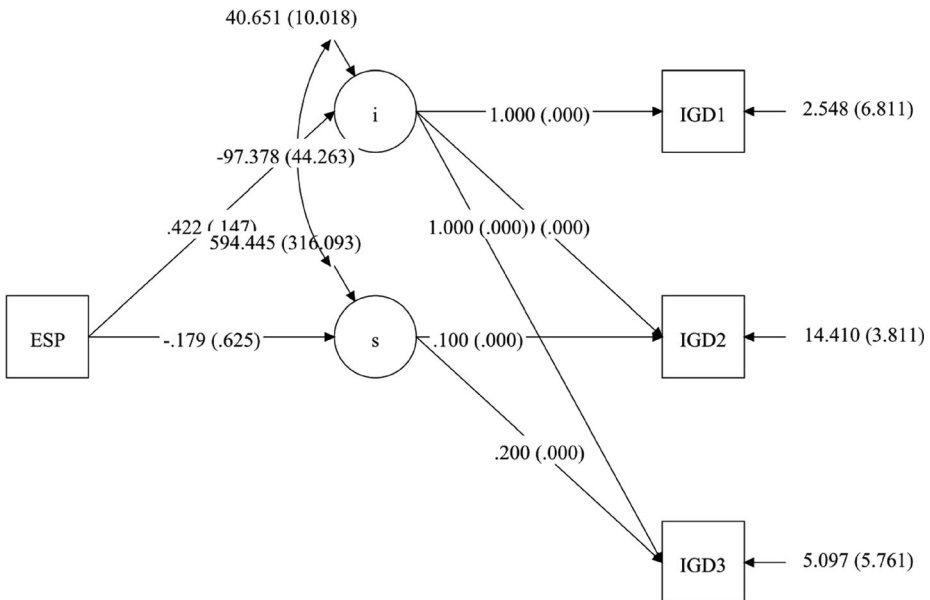 40.651 (10.018)
i
1.000 (.000)
IGD1
2.548 (6.811)
-97.378 (44.263)
.422 (.147)
1.000 (.000)
(.000)
594.445 (316.093)
ESP
-.179 (.625)
s
.100 (.000)
IGD2
14.410 (3.811)
.200 (.000)
IGD3
5.097 (5.761)